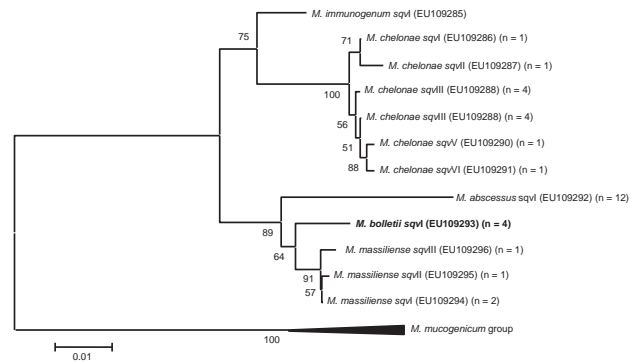 75
M. immunogenum sqvI (EU109285)
71
M. chelonae sqvI (EU109286) (n = 1)
M. chelonae sqvII (EU109287) (n = 1)
100
M. chelonae sqvIII (EU109288) (n = 4)
56
M. chelonae sqvIII (EU109288) (n = 4)
51
M. chelonae sqvV (EU109290) (n = 1)
88
M. chelonae sqvVI (EU109291) (n = 1)
M. abscessus sqvI (EU109292) (n = 12)
89
M. bolletii sqvI (EU109293) (n = 4)
64
M. massiliense sqvIII (EU109296) (n = 1)
91
M. massiliense sqvII (EU109295) (n = 1)
57
M. massiliense sqvI (EU109294) (n = 2)
100
M. mucogenicum group
0.01